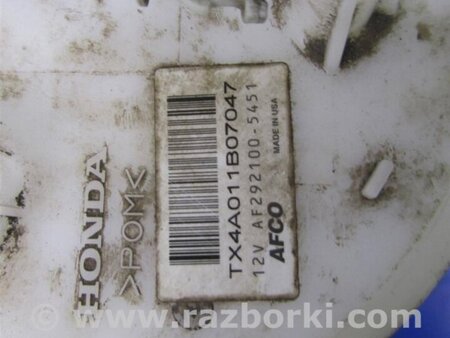 HONDA
>POM<
TX4A011B07047
12V AF292100-5451
AFCO
MADE IN USA
www.razborki.com